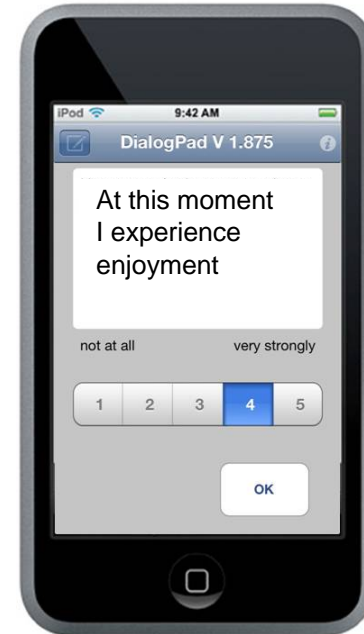 iPod 9:42 AM
DialogPad V 1.875
At this moment
I experience
enjoyment
not at all very strongly
1 2 3 4 5
OK